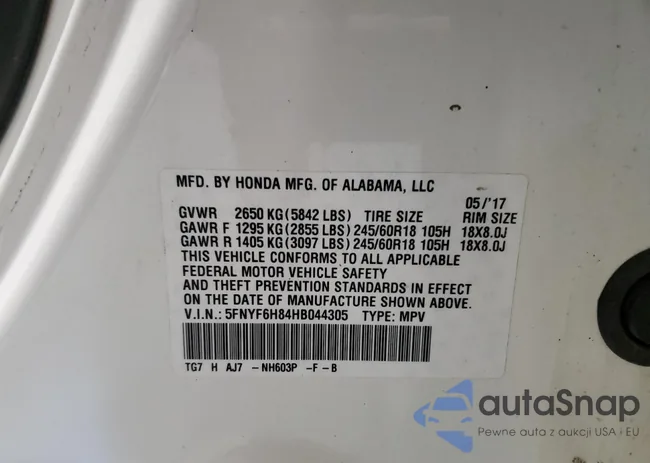 MFD. BY HONDA MFG. OF ALABAMA, LLC
05/'17
GVWR 2650 KG(5842 LBS) TIRE SIZE RIM SIZE
GAWR F 1295 KG(2855 LBS)245/60R18 105H 18X8.0J
GAWR R 1405 KG(3097 LBS)245/60R18 105H 18X8.0J
THIS VEHICLE CONFORMS TO ALL APPLICABLE
FEDERAL MOTOR VEHICLE SAFETY
AND THEFT PREVENTION STANDARDS IN EFFECT
ON THE DATE OF MANUFACTURE SHOWN ABOVE.
V.I.N.: 5FNYF6H84HB044305 TYPE: MPV
TG7 H AJ7 -NH603P -F-B
autoSnap
Pewne auta z aukcji USA i EU